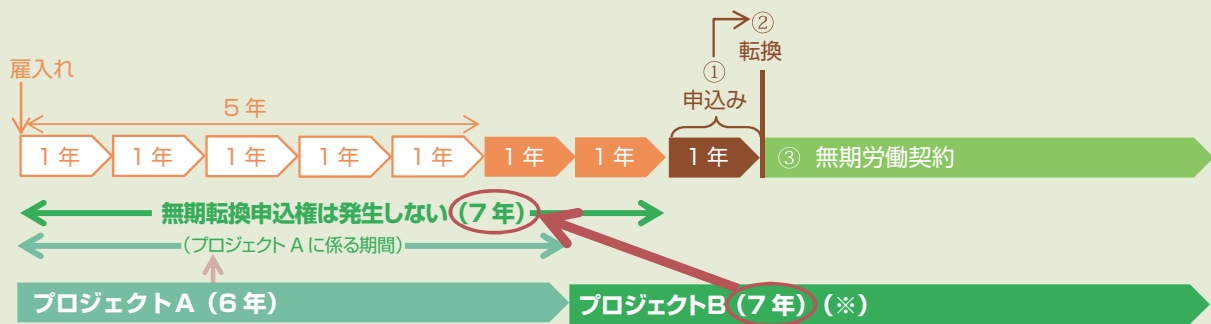 ②
転換
雇入れ
①
申込み
5年
1年 1年 1年 1年 1年 1年 1年 1年 ③ 無期労働契約
無期転換申込権は発生しない（7年）
（プロジェクトAに係る期間）
プロジェクトA（6年） プロジェクトB（7年）（※）